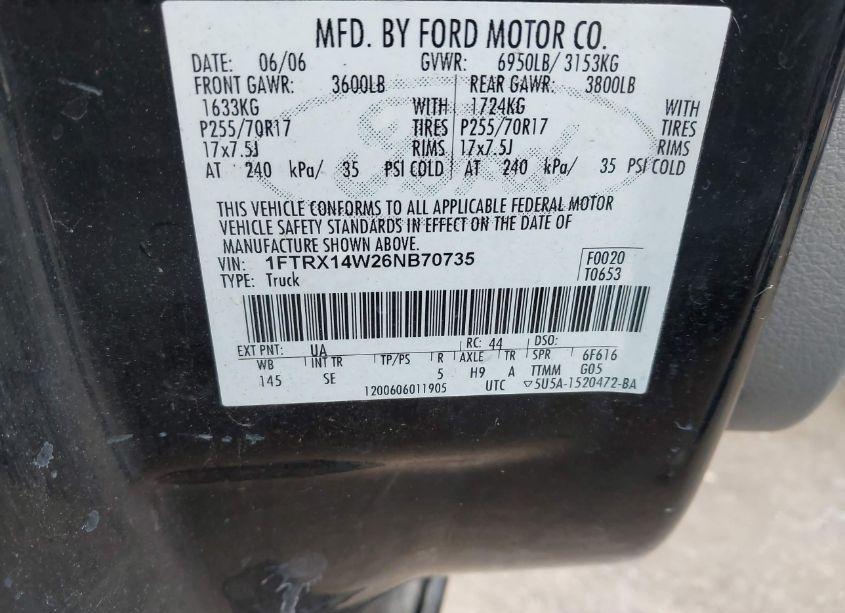 MFD. BY FORD MOTOR CO.
DATE: 06/06 GVWR: 6950LB/ 3153KG
FRONT GAWR: 3600LB REAR GAWR: 3800LB
1633KG WITH 1724KG WITH
P255/70R17 TIRES P255/70R17 TIRES
17x7.5J RIMS 17x7.5J RIMS
AT 240 kPa/ 35 PSI COLD AT 240 kPa/ 35 PSI COLD
THIS VEHICLE CONFORMS TO ALL APPLICABLE FEDERAL MOTOR
VEHICLE SAFETY STANDARDS IN EFFECT ON THE DATE OF
MANUFACTURE SHOWN ABOVE.
VIN: 1FTRX14W26NB70735 F0020
TYPE: Truck T0653
EXT PNT: UA RC: 44 DSO:
WB INT TR TP/PS R AXLE TR SPR 6F616
145 SE 5 H9 A TTMM G05
1200606011905 UTC ▽5U5A-1520472-BA